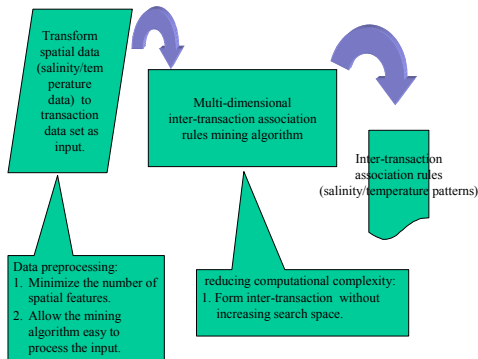 Transform
spatial data
(salinity/tem
perature
data) to
transaction
data set as
input.
Multi-dimensional
inter-transaction association
rules mining algorithm
Inter-transaction
association rules
(salinity/temperature patterns)
Data preprocessing:
1. Minimize the number of
spatial features.
2. Allow the mining
algorithm easy to
process the input.
reducing computational complexity:
1. Form inter-transaction without
increasing search space.